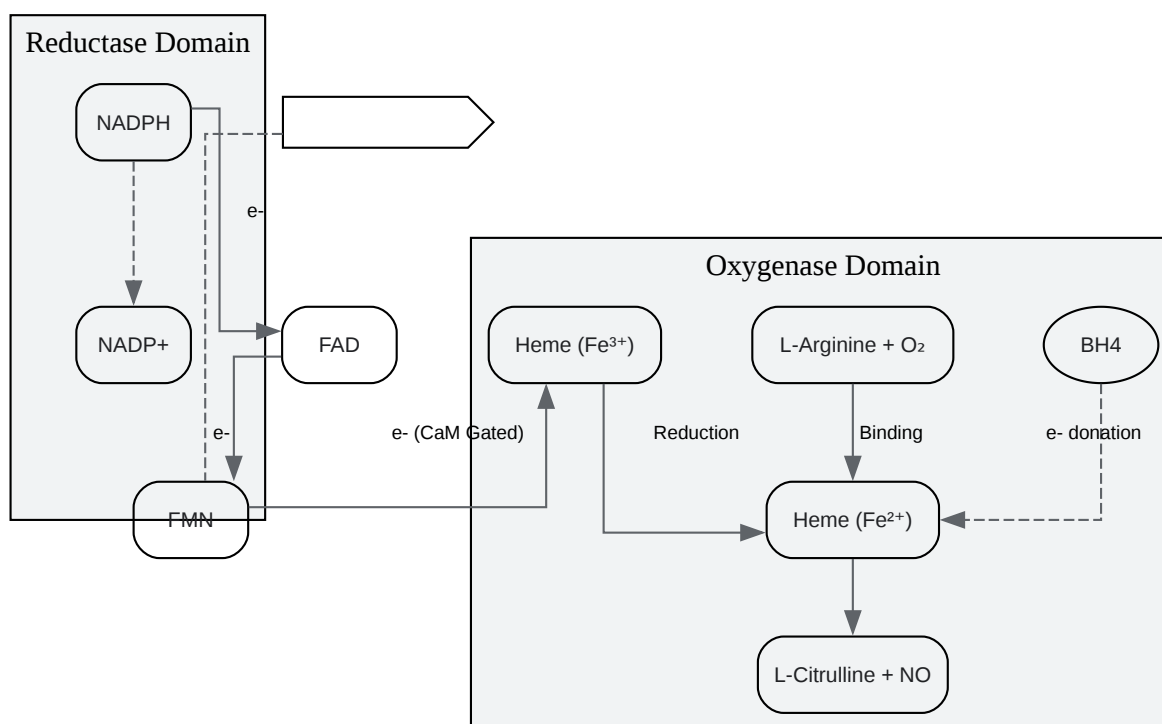 Reductase Domain
NADPH
e-
Oxygenase Domain
NADP+
FAD
Heme (Fe³⁺)
L-Arginine + O₂
BH4
e-
e- (CaM Gated)
Reduction
Binding
e- donation
FMN
Heme (Fe²⁺)
L-Citrulline + NO